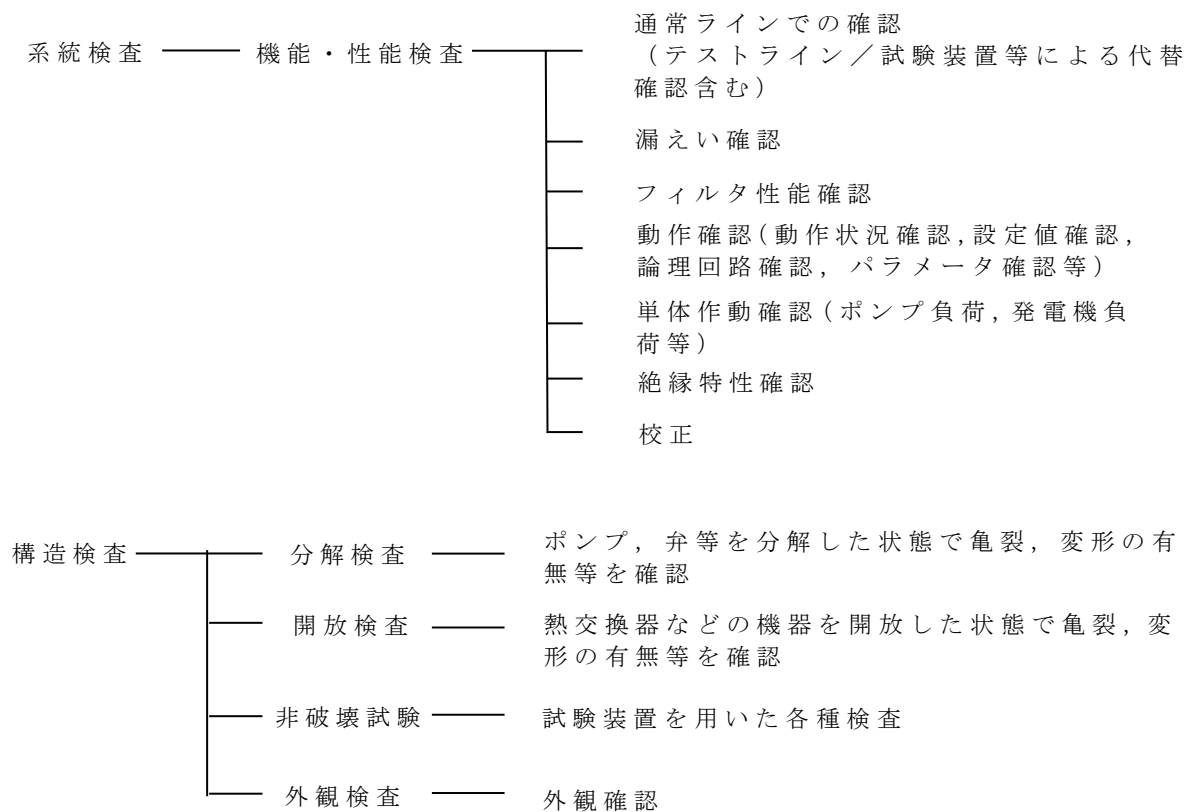 系統検査 機能・性能検査 通常ラインでの確認
(テストライン/試験装置等による代替
確認含む)
漏えい確認
フィルタ性能確認
動作確認(動作状況確認,設定値確認,
論理回路確認, パラメータ確認等)
単体作動確認(ポンプ負荷,発電機負
荷等)
絶縁特性確認
校正
構造検査 分解検査 ポンプ, 弁等を分解した状態で亀裂, 変形の有
無等を確認
開放検査 熱交換器などの機器を開放した状態で亀裂, 変
形の有無等を確認
非破壊試験 試験装置を用いた各種検査
外観検査 外観確認